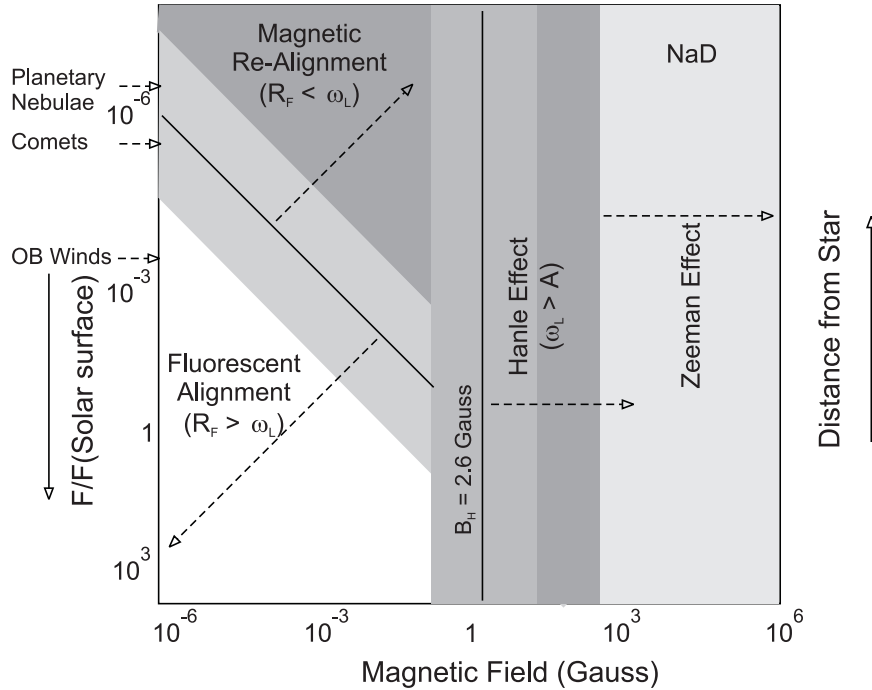 Magnetic
Re-Alignment
(R_F < ω_L)
NaD
Planetary
Nebulae
10^-6
Comets
OB Winds
10^-3
F/F(Solar surface)
Fluorescent
Alignment
(R_F > ω_L)
1
10^3
B_H = 2.6 Gauss
Hanle Effect
(ω_L > A)
Zeeman Effect
Distance from Star
10^-6
10^-3
1
10^3
10^6
Magnetic Field (Gauss)